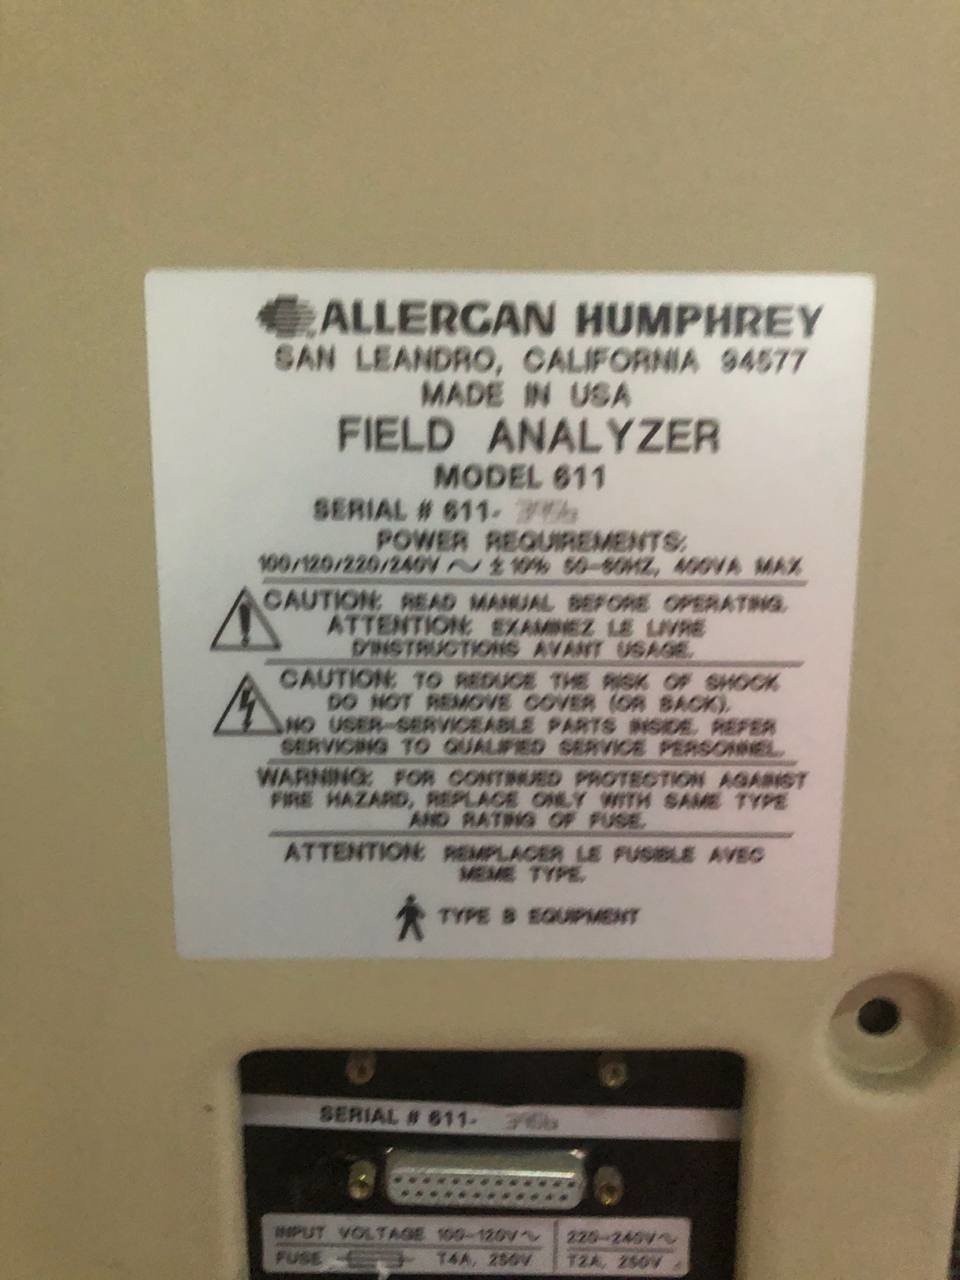 ALLERGAN HUMPHREY
SAN LEANDRO, CALIFORNIA 94577
MADE IN USA
FIELD ANALYZER
MODEL 611
SERIAL # 611-
POWER REQUIREMENTS:
100/120/220/240V ~ ± 10% 50-60HZ, 400VA MAX
CAUTION: READ MANUAL BEFORE OPERATING.
ATTENTION: EXAMINEZ LE LIVRE
D'INSTRUCTIONS AVANT USAGE.
CAUTION: TO REDUCE THE RISK OF SHOCK
DO NOT REMOVE COVER (OR BACK).
NO USER-SERVICEABLE PARTS INSIDE. REFER
SERVICING TO QUALIFIED SERVICE PERSONNEL.
WARNING: FOR CONTINUED PROTECTION AGAINST
FIRE HAZARD, REPLACE ONLY WITH SAME TYPE
AND RATING OF FUSE.
ATTENTION: REMPLACER LE FUSIBLE AVEC
MEME TYPE.
TYPE B EQUIPMENT
SERIAL # 611-
INPUT VOLTAGE 100-120V~ 220-240V~
FUSE T4A, 250V T2A, 250V